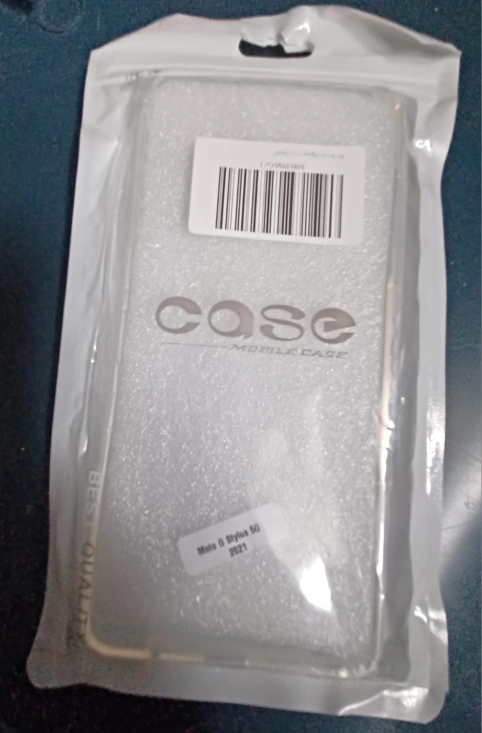 case
MOBILE CASE
BEST QUALITY
Moto G Stylus 5G
2021